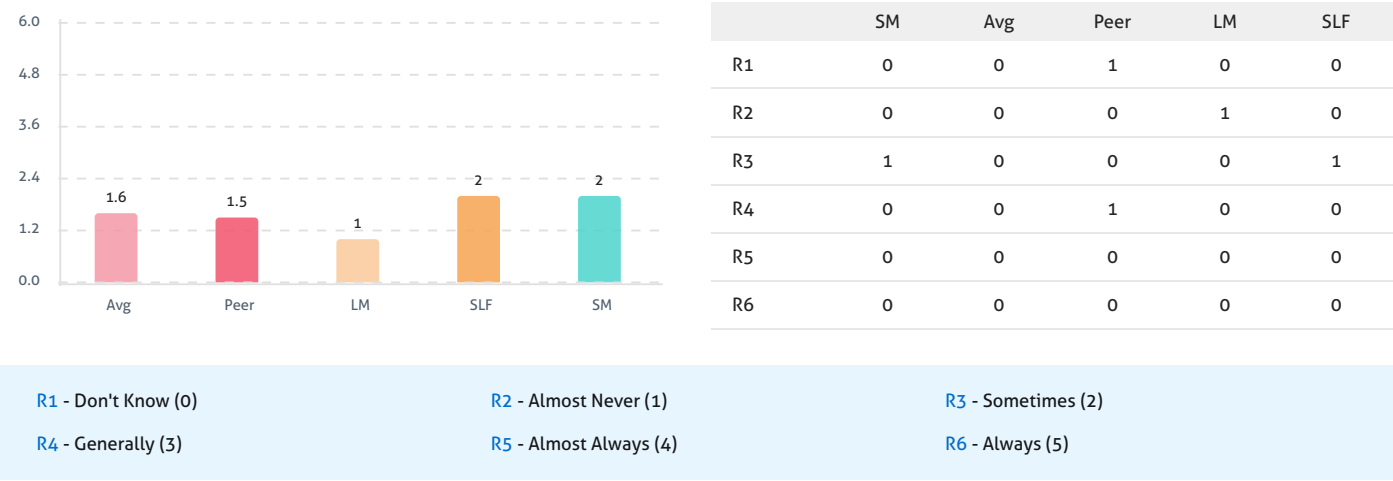 6.0
4.8
3.6
2.4
1.2
0.0
1.6
1.5
1
2
2
Avg Peer LM SLF SM
SM Avg Peer LM SLF
R1 0 0 1 0 0
R2 0 0 0 1 0
R3 1 0 0 0 1
R4 0 0 1 0 0
R5 0 0 0 0 0
R6 0 0 0 0 0
R1 - Don't Know (0) R2 - Almost Never (1) R3 - Sometimes (2)
R4 - Generally (3) R5 - Almost Always (4) R6 - Always (5)